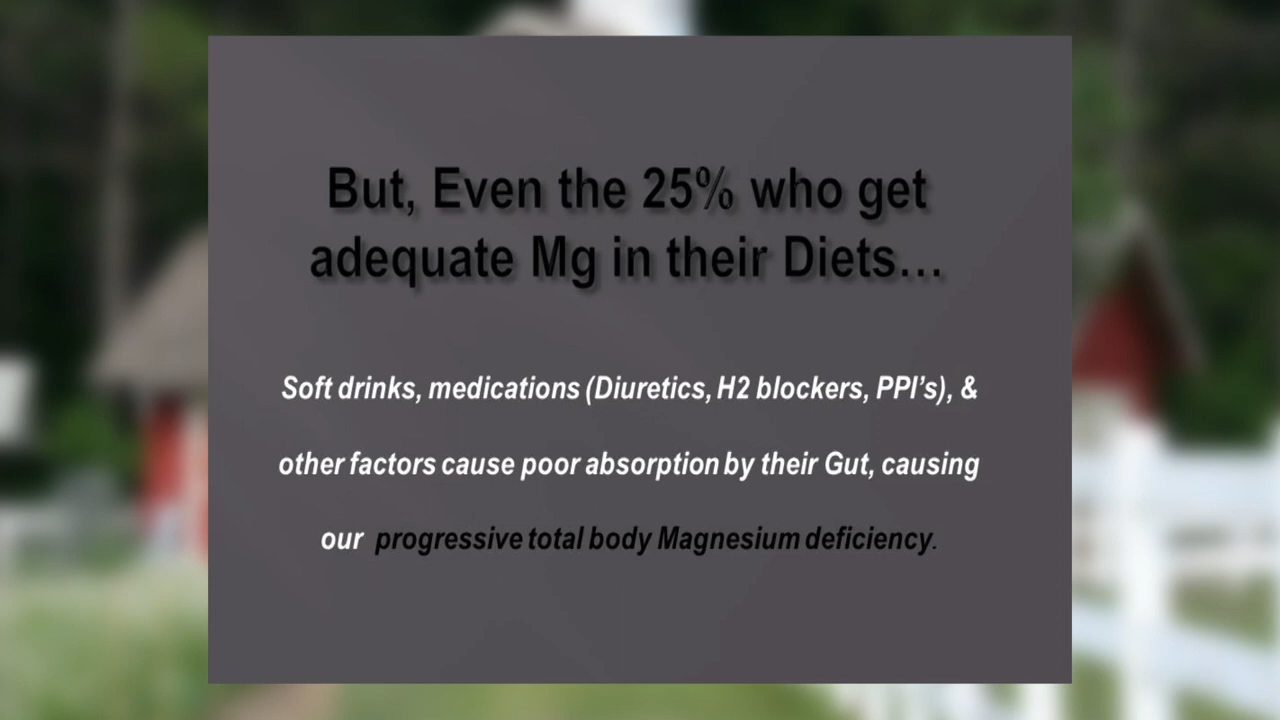 But, Even the 25% who get
adequate Mg in their Diets…
Soft drinks, medications (Diuretics, H2 blockers, PPI’s), &
other factors cause poor absorption by their Gut, causing
our progressive total body Magnesium deficiency.